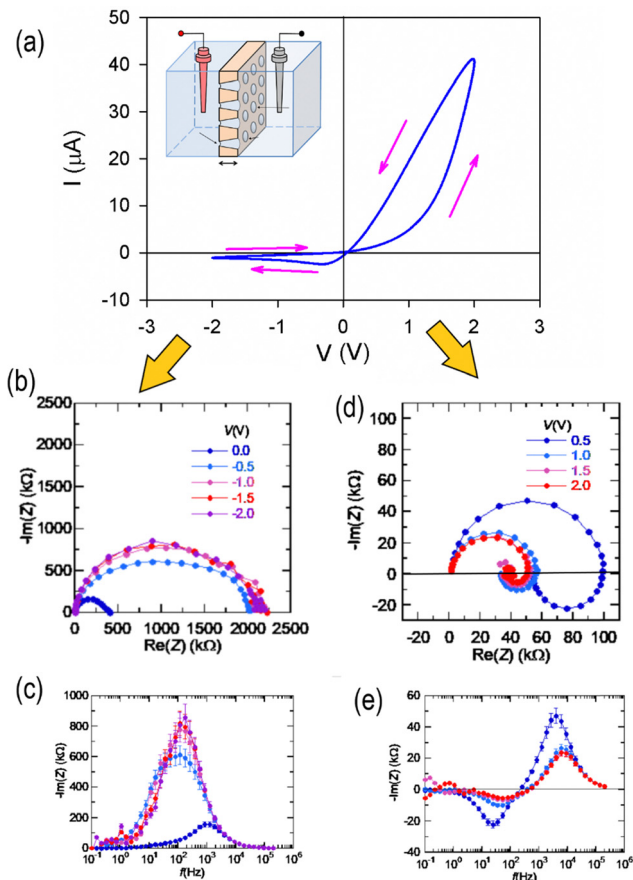 (a)
I (µA)
50
40
30
20
10
0
-10
-3 -2 -1 0 1 2 3
V (V)
(b)
-Im(Z) (kΩ)
2500
2000
1500
1000
500
0
V(V)
0.0
-0.5
-1.0
-1.5
-2.0
0 500 1000 1500 2000 2500
Re(Z) (kΩ)
(d)
-Im(Z) (kΩ)
100
80
60
40
20
0
-20
V(V)
0.5
1.0
1.5
2.0
-20 0 20 40 60 80 100
Re(Z) (kΩ)
(c)
-Im(Z) (kΩ)
1000
800
600
400
200
0
10⁻¹ 10⁰ 10¹ 10² 10³ 10⁴ 10⁵ 10⁶
f(Hz)
(e)
-Im(Z) (kΩ)
60
40
20
0
-20
-40
10⁻¹ 10⁰ 10¹ 10² 10³ 10⁴ 10⁵ 10⁶
f(Hz)